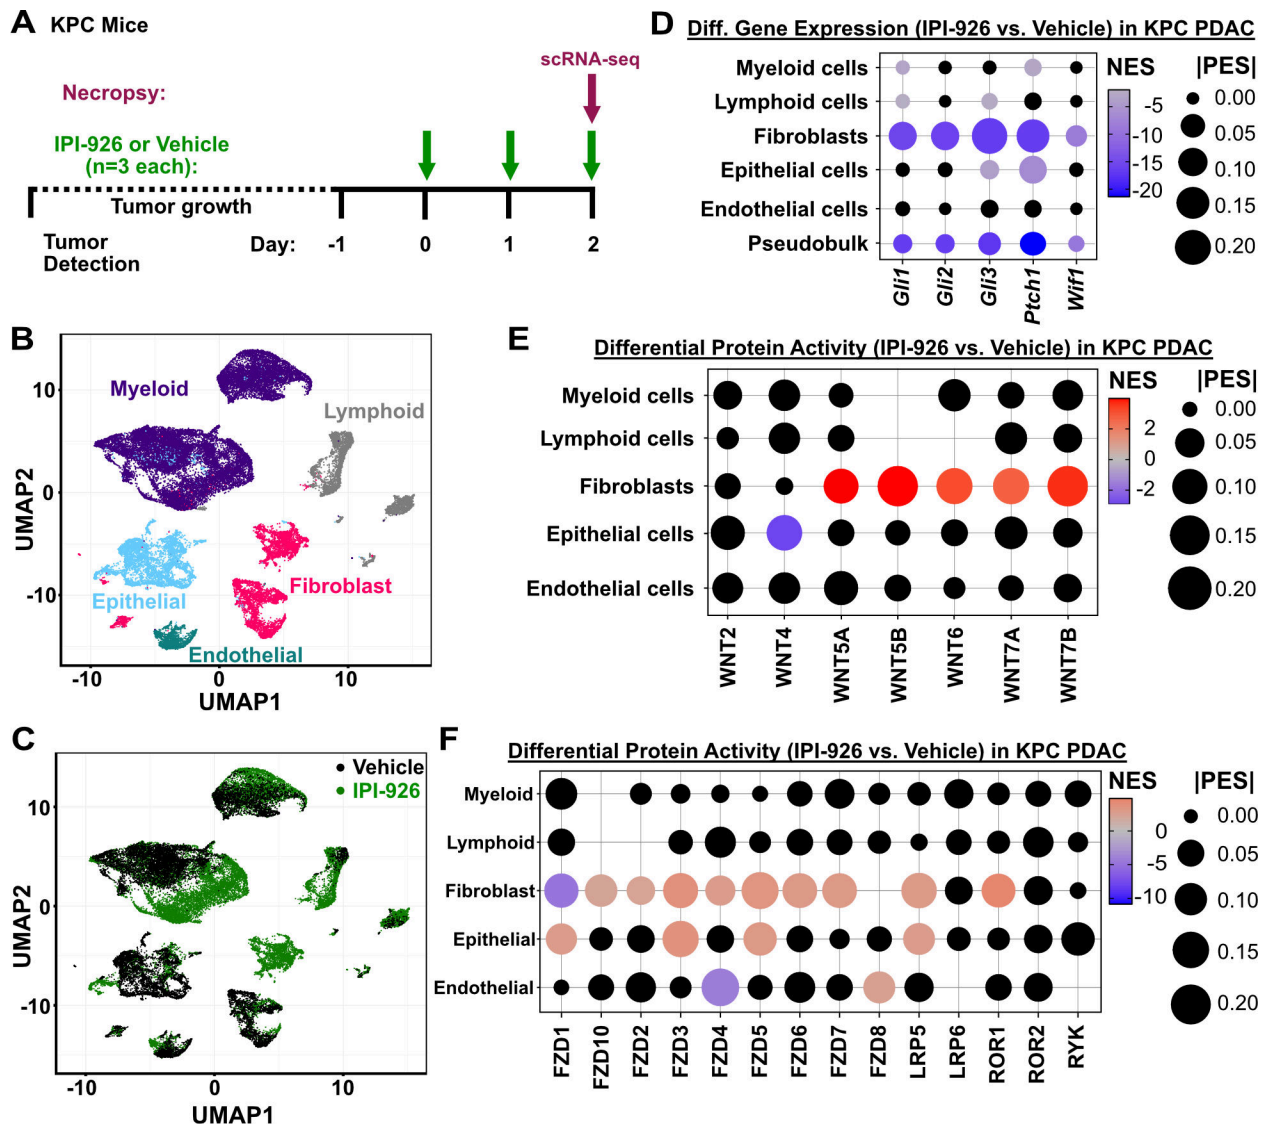 A KPC Mice
scRNA-seq
Necropsy:
IPI-926 or Vehicle
(n=3 each):
Tumor growth
Tumor
Detection
Day: -1 0 1 2
B
Myeloid
Lymphoid
Epithelial
Fibroblast
Endothelial
10
0
-10
-10 0 10
UMAP2
UMAP1
C
Vehicle
IPI-926
10
0
-10
-10 0 10
UMAP2
UMAP1
D Diff. Gene Expression (IPI-926 vs. Vehicle) in KPC PDAC
Myeloid cells
Lymphoid cells
Fibroblasts
Epithelial cells
Endothelial cells
Pseudobulk
Gli1 Gli2 Gli3 Ptch1 Wif1
NES
-5
-10
-15
-20
|PES|
0.00
0.05
0.10
0.15
0.20
E Differential Protein Activity (IPI-926 vs. Vehicle) in KPC PDAC
Myeloid cells
Lymphoid cells
Fibroblasts
Epithelial cells
Endothelial cells
WNT2 WNT4 WNT5A WNT5B WNT6 WNT7A WNT7B
NES
2
0
-2
|PES|
0.00
0.05
0.10
0.15
0.20
F Differential Protein Activity (IPI-926 vs. Vehicle) in KPC PDAC
Myeloid
Lymphoid
Fibroblast
Epithelial
Endothelial
FZD1 FZD10 FZD2 FZD3 FZD4 FZD5 FZD6 FZD7 FZD8 LRP5 LRP6 ROR1 ROR2 RYK
NES
0
-5
-10
|PES|
0.00
0.05
0.10
0.15
0.20